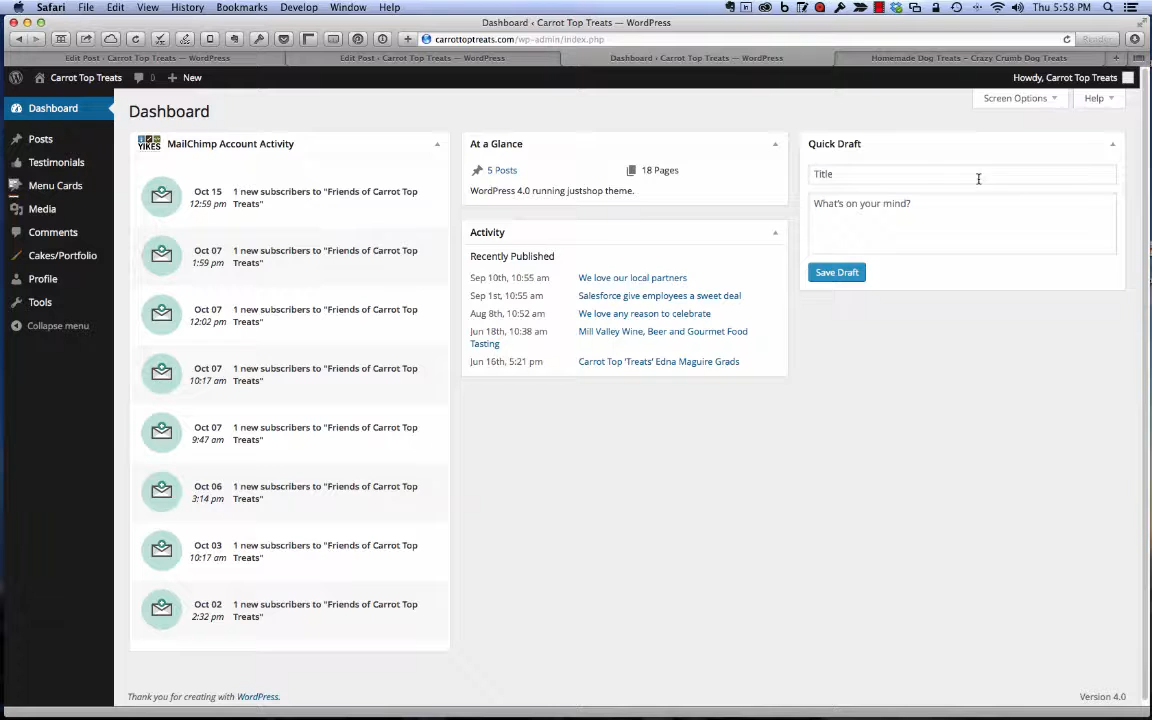 Safari File Edit View History Bookmarks Develop Window Help Thu 5:58 PM
Dashboard ‹ Carrot Top Treats — WordPress
carrottoptreats.com/wp-admin/index.php Reader
Edit Post ‹ Carrot Top Treats — WordPress Edit Post ‹ Carrot Top Treats — WordPress Dashboard ‹ Carrot Top Treats — WordPress Homemade Dog Treats – Crazy Crumb Dog Treats
Carrot Top Treats 0 New Howdy, Carrot Top Treats
Screen Options Help
Dashboard
Posts
Testimonials
Menu Cards
Media
Comments
Cakes/Portfolio
Profile
Tools
Collapse menu
Dashboard
YIKES MailChimp Account Activity
Oct 15 1 new subscribers to "Friends of Carrot Top
12:59 pm Treats"
Oct 07 1 new subscribers to "Friends of Carrot Top
1:59 pm Treats"
Oct 07 1 new subscribers to "Friends of Carrot Top
12:02 pm Treats"
Oct 07 1 new subscribers to "Friends of Carrot Top
10:17 am Treats"
Oct 07 1 new subscribers to "Friends of Carrot Top
9:47 am Treats"
Oct 06 1 new subscribers to "Friends of Carrot Top
3:14 pm Treats"
Oct 03 1 new subscribers to "Friends of Carrot Top
10:17 am Treats"
Oct 02 1 new subscribers to "Friends of Carrot Top
2:32 pm Treats"
At a Glance
5 Posts 18 Pages
WordPress 4.0 running justshop theme.
Activity
Recently Published
Sep 10th, 10:55 am We love our local partners
Sep 1st, 10:55 am Salesforce give employees a sweet deal
Aug 8th, 10:52 am We love any reason to celebrate
Jun 18th, 10:38 am Mill Valley Wine, Beer and Gourmet Food
Tasting
Jun 16th, 5:21 pm Carrot Top 'Treats' Edna Maguire Grads
Quick Draft
Title
What's on your mind?
Save Draft
Thank you for creating with WordPress. Version 4.0